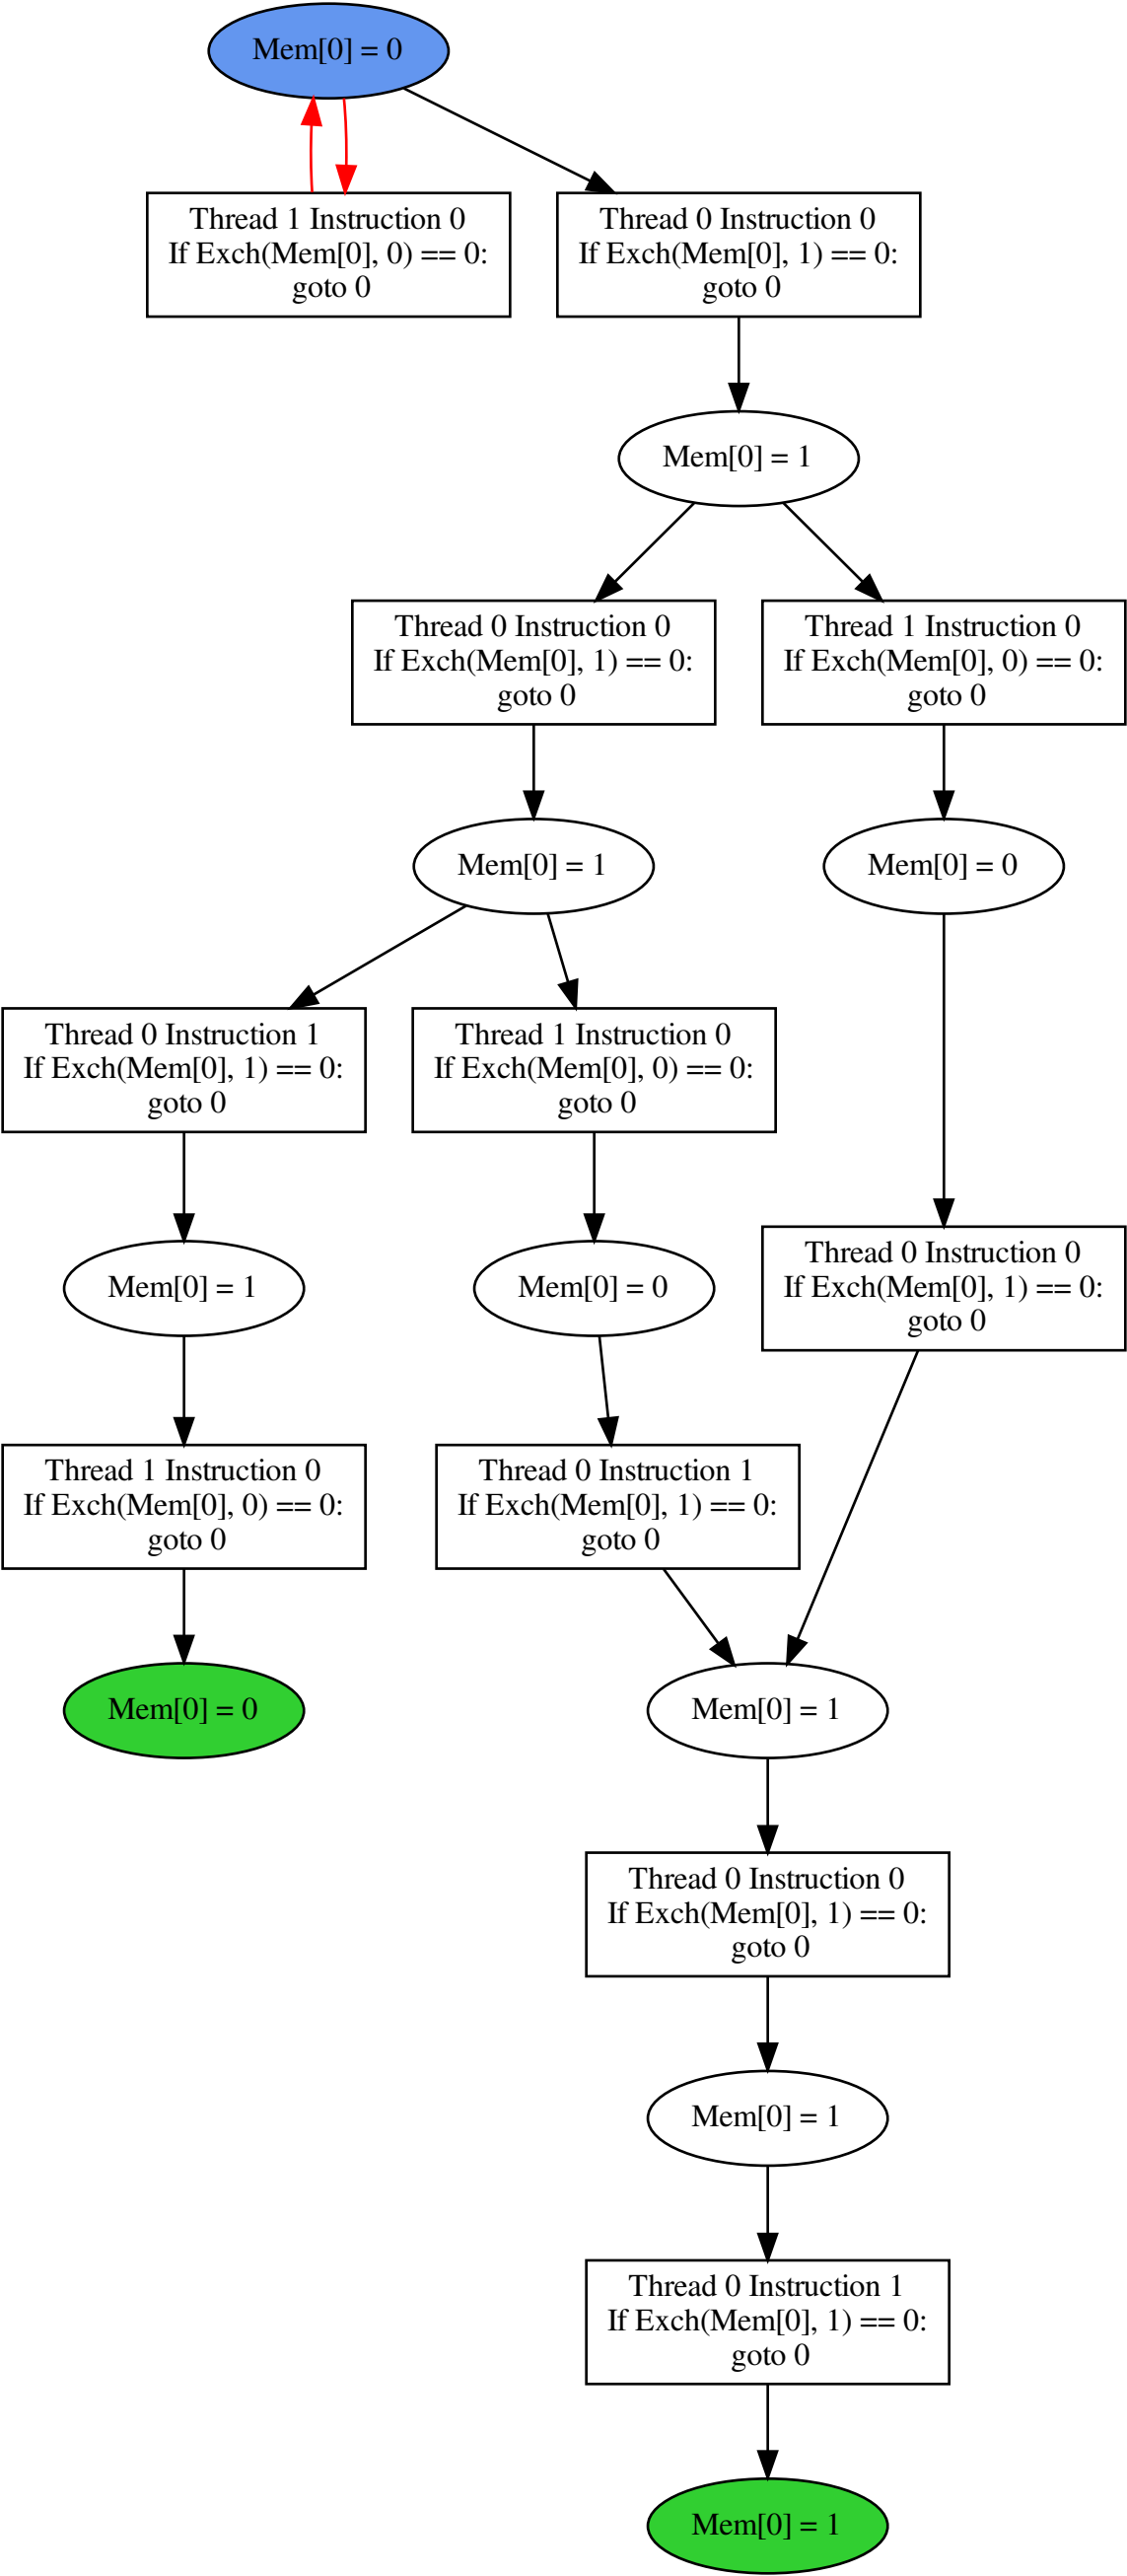 Mem[0] = 0
Thread 1 Instruction 0
If Exch(Mem[0], 0) == 0:
goto 0
Thread 0 Instruction 0
If Exch(Mem[0], 1) == 0:
goto 0
Mem[0] = 1
Thread 0 Instruction 0
If Exch(Mem[0], 1) == 0:
goto 0
Thread 1 Instruction 0
If Exch(Mem[0], 0) == 0:
goto 0
Mem[0] = 1
Mem[0] = 0
Thread 0 Instruction 1
If Exch(Mem[0], 1) == 0:
goto 0
Thread 1 Instruction 0
If Exch(Mem[0], 0) == 0:
goto 0
Mem[0] = 1
Mem[0] = 0
Thread 0 Instruction 0
If Exch(Mem[0], 1) == 0:
goto 0
Thread 1 Instruction 0
If Exch(Mem[0], 0) == 0:
goto 0
Thread 0 Instruction 1
If Exch(Mem[0], 1) == 0:
goto 0
Mem[0] = 0
Mem[0] = 1
Thread 0 Instruction 0
If Exch(Mem[0], 1) == 0:
goto 0
Mem[0] = 1
Thread 0 Instruction 1
If Exch(Mem[0], 1) == 0:
goto 0
Mem[0] = 1